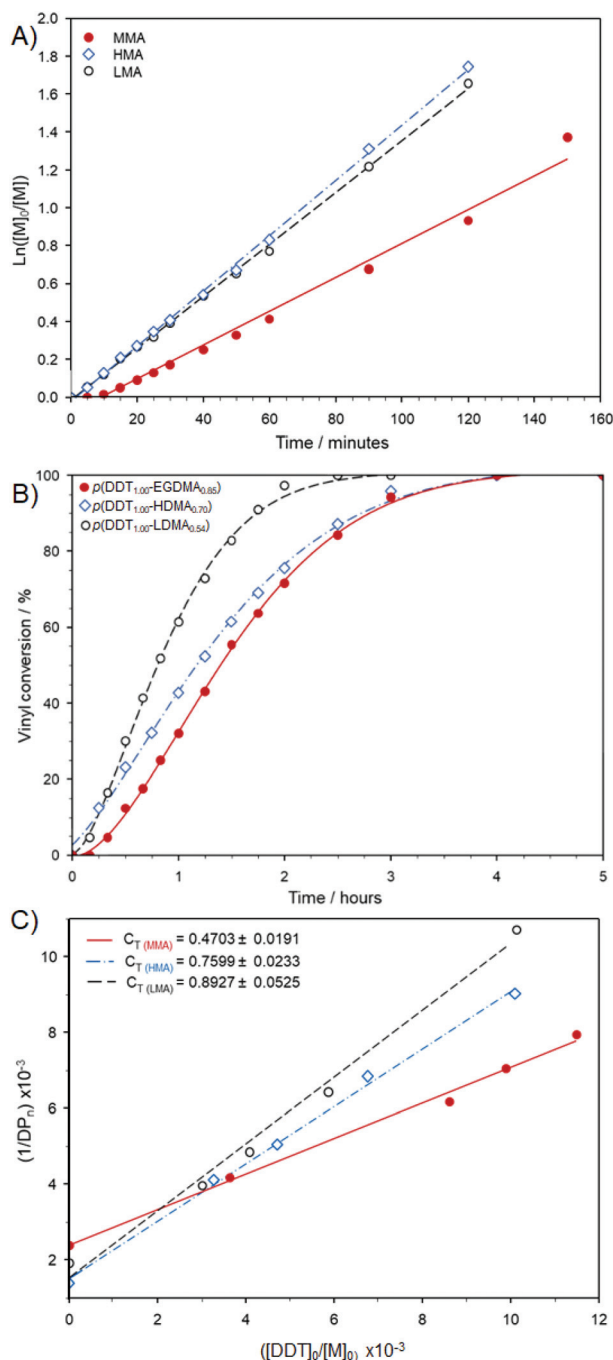 A)
MMA
HMA
LMA
Ln([M]₀/[M])
2.0
1.8
1.6
1.4
1.2
1.0
0.8
0.6
0.4
0.2
0.0
0 20 40 60 80 100 120 140 160
Time / minutes
B)
p(DDT₁.₀₀-EGDMA₀.₈₅)
p(DDT₁.₀₀-HDMA₀.₇₀)
p(DDT₁.₀₀-LDMA₀.₅₄)
Vinyl conversion / %
100
80
60
40
20
0
0 1 2 3 4 5
Time / hours
C)
C_T (MMA) = 0.4703 ± 0.0191
C_T (HMA) = 0.7599 ± 0.0233
C_T (LMA) = 0.8927 ± 0.0525
(1/DPₙ) x10⁻³
10
8
6
4
2
0 2 4 6 8 10 12
([DDT]₀/[M]₀) x10⁻³